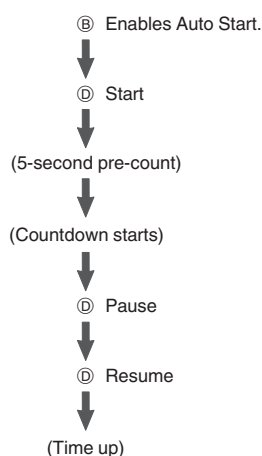 Ⓑ Enables Auto Start.
Ⓓ Start
(5-second pre-count)
(Countdown starts)
Ⓓ Pause
Ⓓ Resume
(Time up)